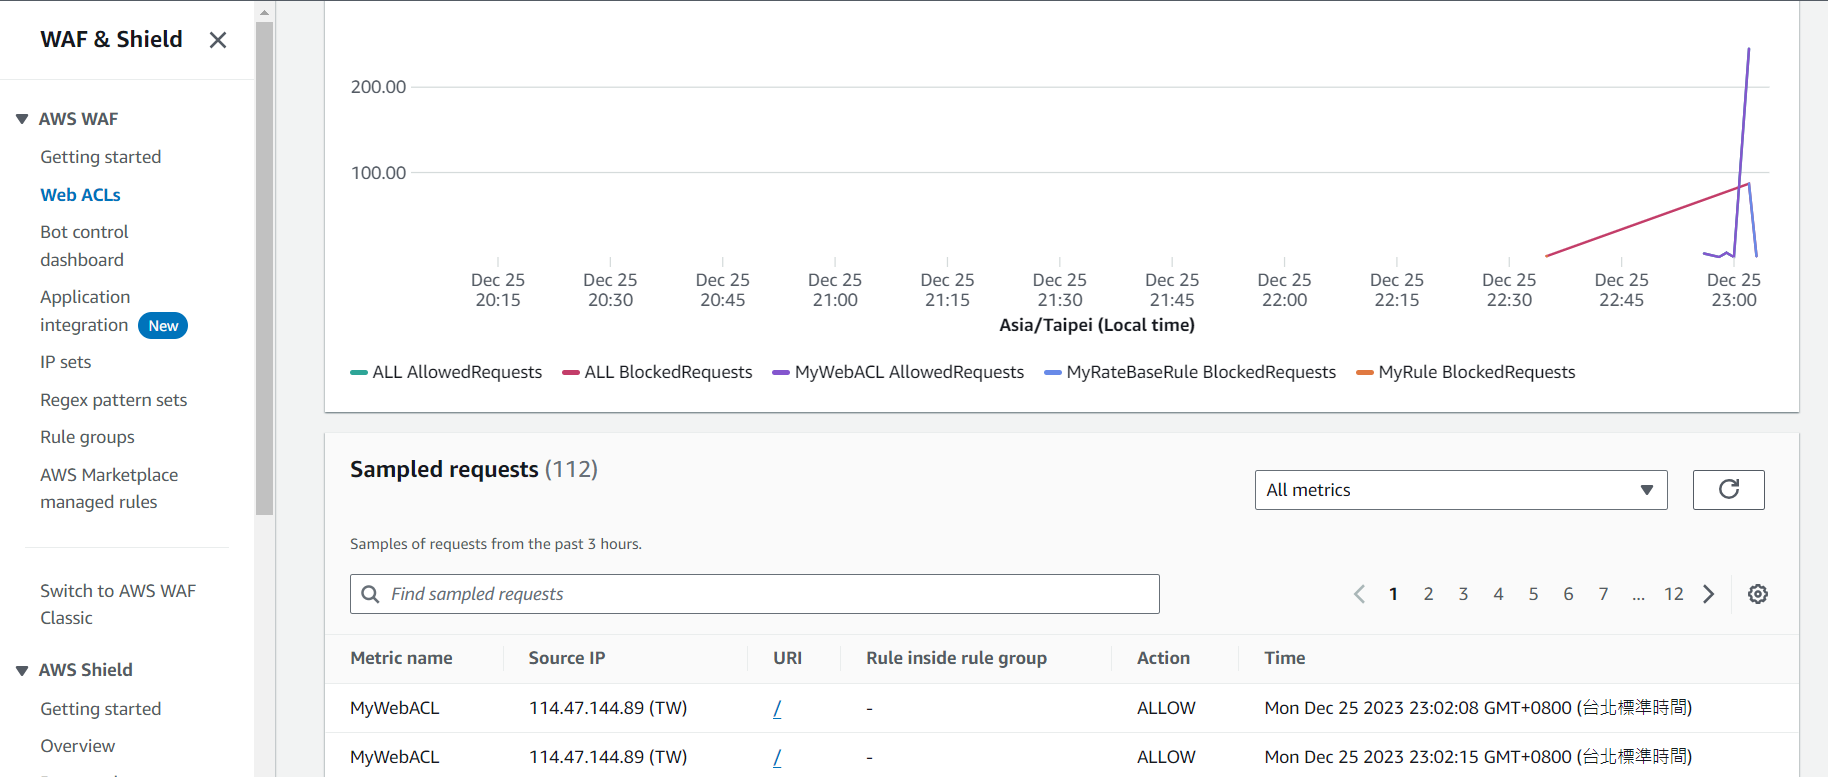 WAF & Shield
AWS WAF
Getting started
Web ACLs
Bot control
dashboard
Application
integration New
IP sets
Regex pattern sets
Rule groups
AWS Marketplace
managed rules
Switch to AWS WAF
Classic
AWS Shield
Getting started
Overview
200.00
100.00
Dec 25 Dec 25 Dec 25 Dec 25 Dec 25 Dec 25 Dec 25 Dec 25 Dec 25 Dec 25 Dec 25 Dec 25
20:15 20:30 20:45 21:00 21:15 21:30 21:45 22:00 22:15 22:30 22:45 23:00
Asia/Taipei (Local time)
ALL AllowedRequests ALL BlockedRequests MyWebACL AllowedRequests MyRateBaseRule BlockedRequests MyRule BlockedRequests
Sampled requests (112)
All metrics
Samples of requests from the past 3 hours.
Find sampled requests
1 2 3 4 5 6 7 ... 12
Metric name Source IP URI Rule inside rule group Action Time
MyWebACL 114.47.144.89 (TW) / - ALLOW Mon Dec 25 2023 23:02:08 GMT+0800 (台北標準時間)
MyWebACL 114.47.144.89 (TW) / - ALLOW Mon Dec 25 2023 23:02:15 GMT+0800 (台北標準時間)